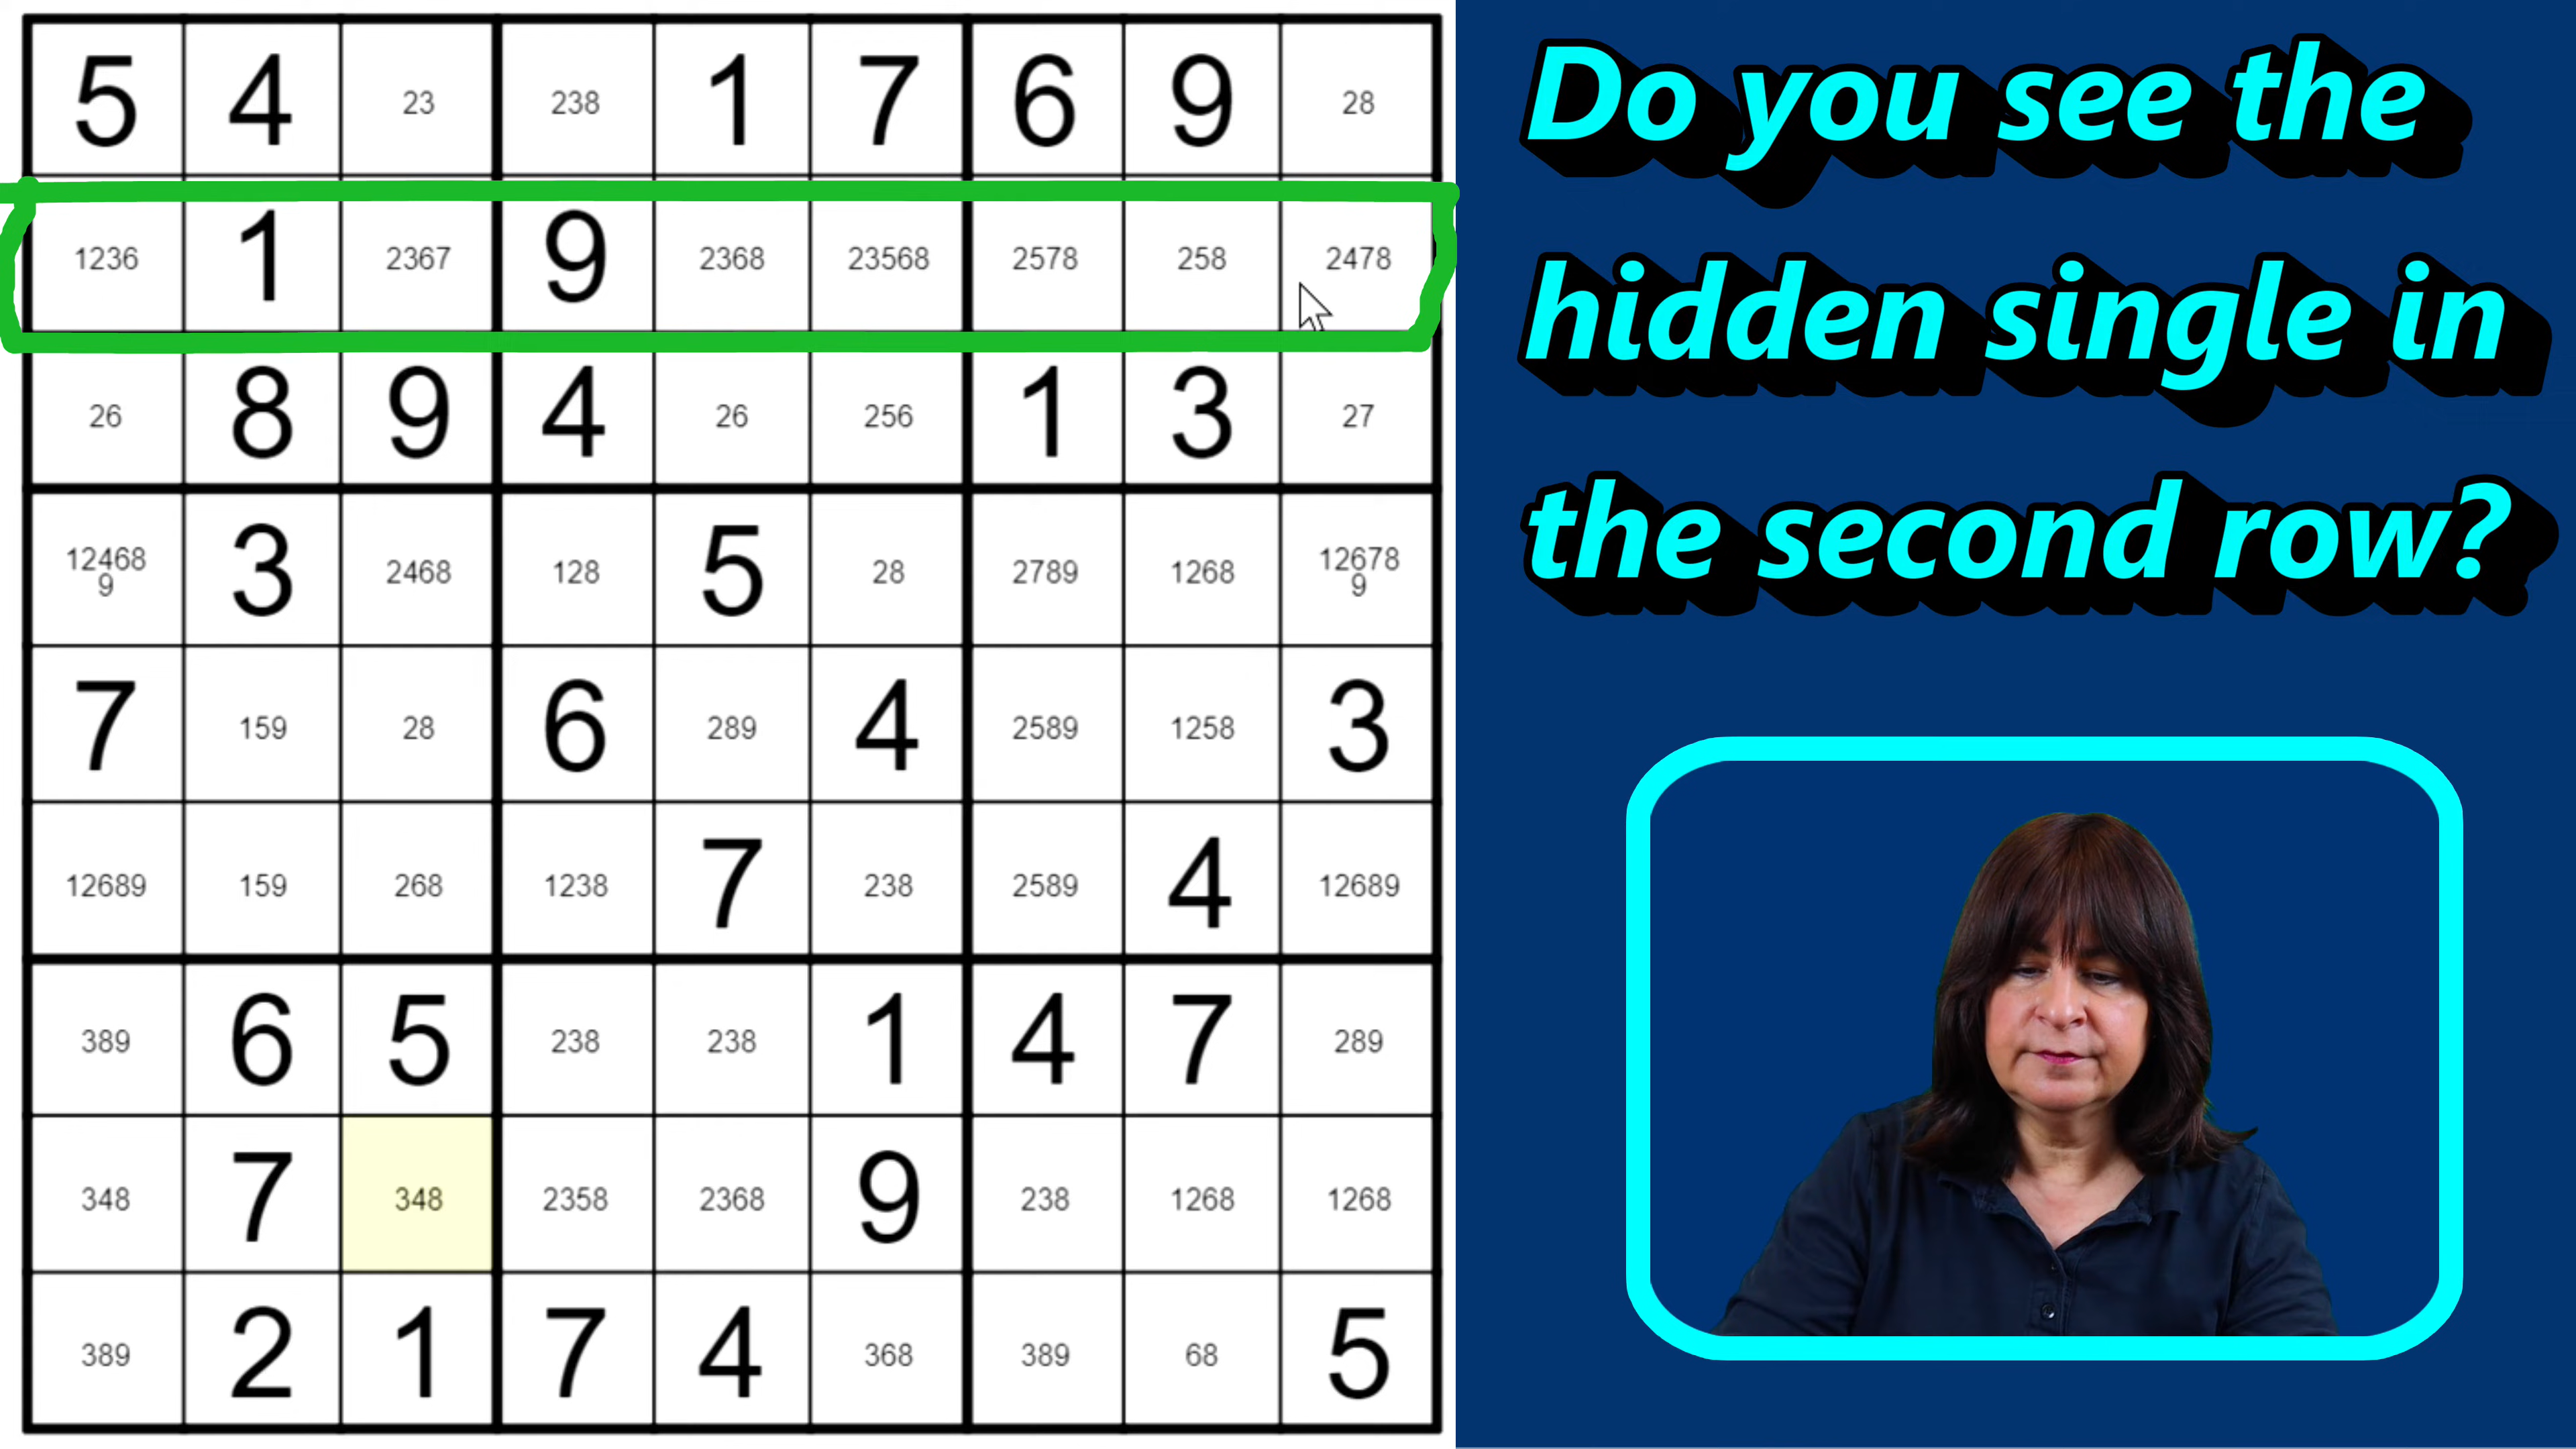 5 4 23 238 1 7 6 9 28
1236 1 2367 9 2368 23568 2578 258 2478
26 8 9 4 26 256 1 3 27
12468
9 3 2468 128 5 28 2789 1268 12678
9
7 159 28 6 289 4 2589 1258 3
12689 159 268 1238 7 238 2589 4 12689
389 6 5 238 238 1 4 7 289
348 7 348 2358 2368 9 238 1268 1268
389 2 1 7 4 368 389 68 5
Do you see the
hidden single in
the second row?